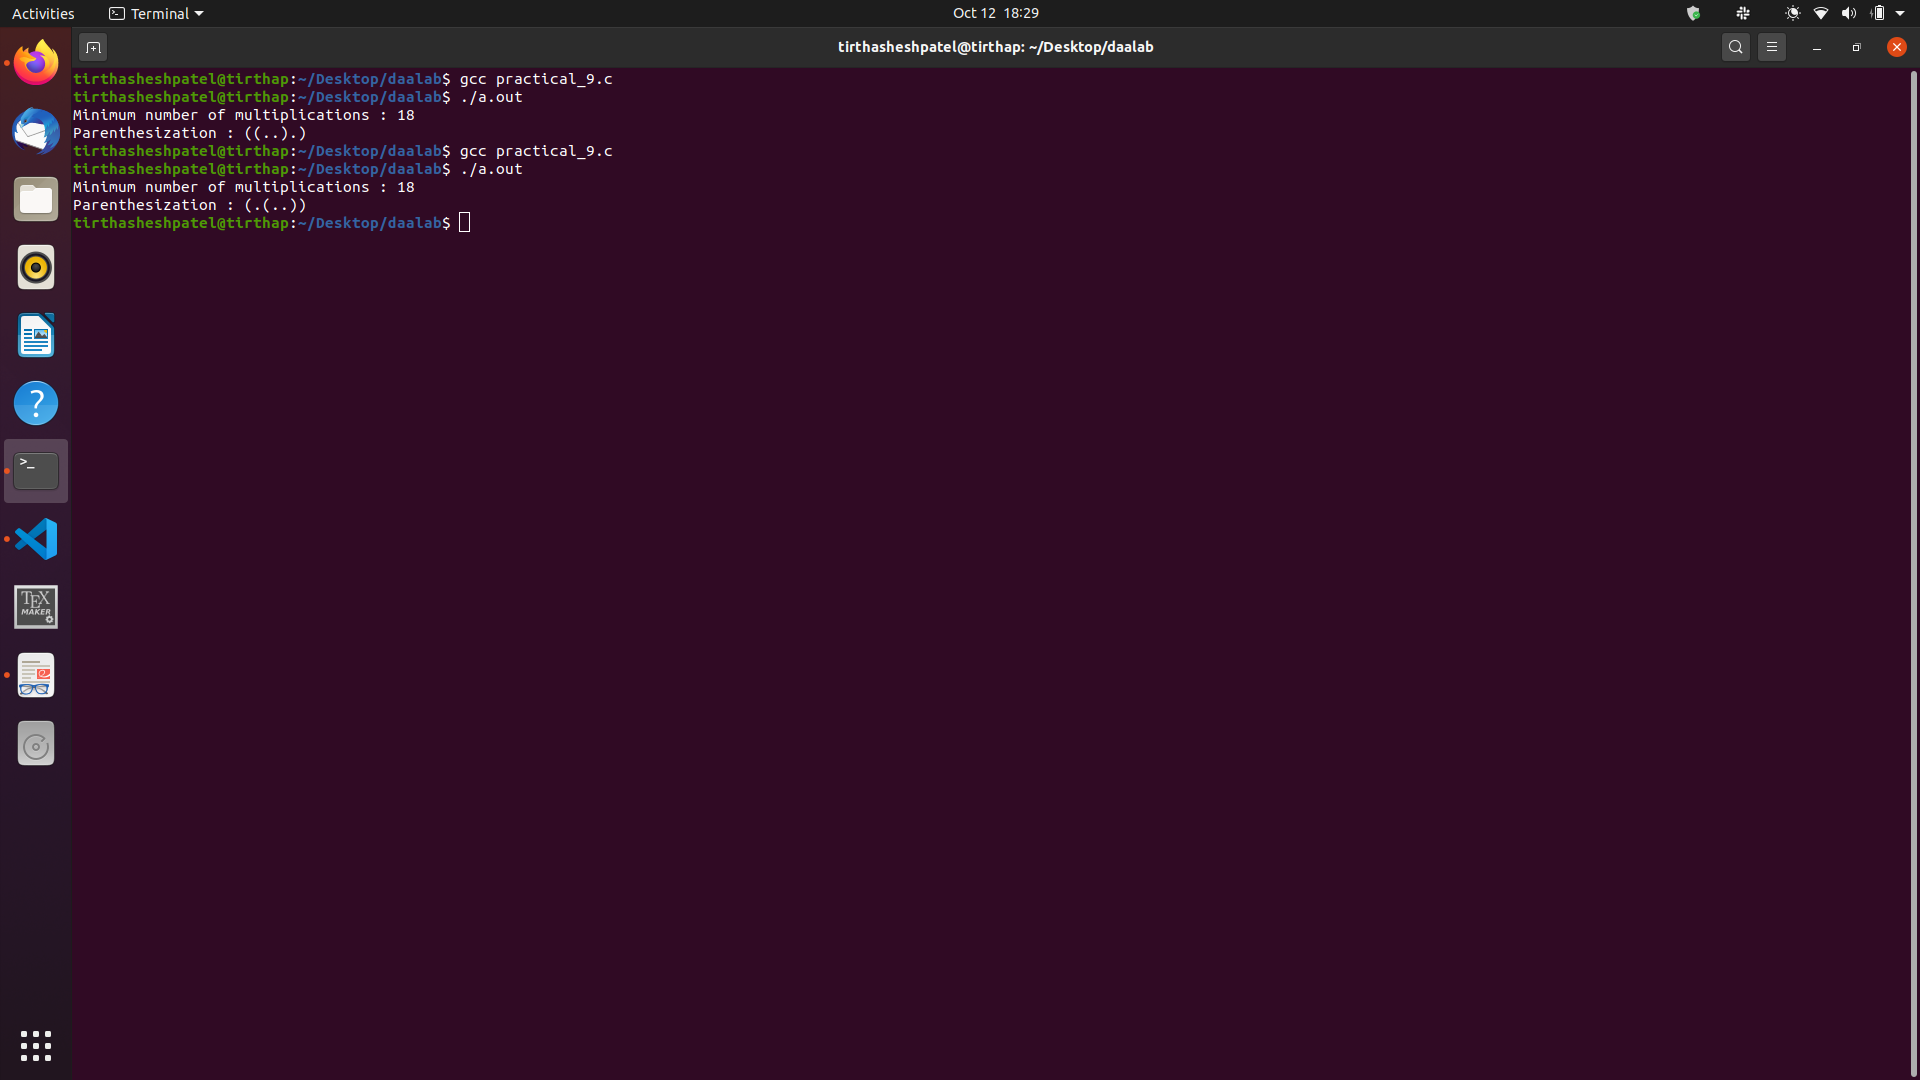 Activities Terminal Oct 12 18:29
tirthasheshpatel@tirthap: ~/Desktop/daalab
tirthasheshpatel@tirthap:~/Desktop/daalab$ gcc practical_9.c
tirthasheshpatel@tirthap:~/Desktop/daalab$ ./a.out
Minimum number of multiplications : 18
Parenthesization : ((..).)
tirthasheshpatel@tirthap:~/Desktop/daalab$ gcc practical_9.c
tirthasheshpatel@tirthap:~/Desktop/daalab$ ./a.out
Minimum number of multiplications : 18
Parenthesization : (.(..))
tirthasheshpatel@tirthap:~/Desktop/daalab$
TEX
MAKER